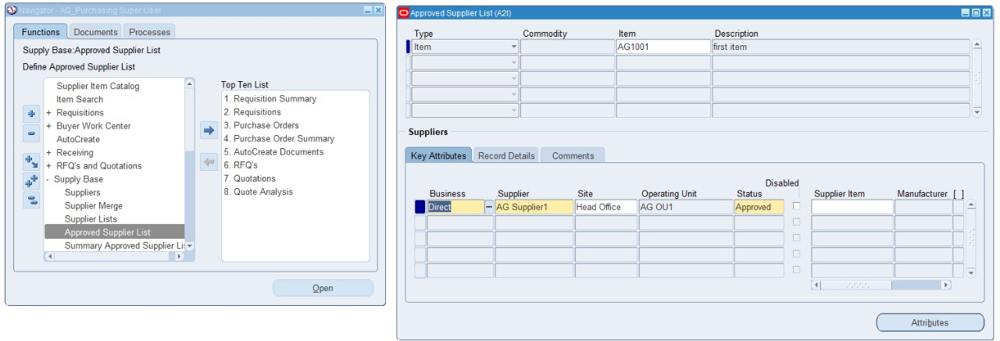 Navigator - AG_Purchasing Super User
Functions Documents Processes
Supply Base:Approved Supplier List
Define Approved Supplier List
Supplier Item Catalog
Item Search
+ Requisitions
+ Buyer Work Center
AutoCreate
+ Receiving
+ RFQ's and Quotations
- Supply Base
Suppliers
Supplier Merge
Supplier Lists
Approved Supplier List
Summary Approved Supplier Li
Top Ten List
1. Requisition Summary
2. Requisitions
3. Purchase Orders
4. Purchase Order Summary
5. AutoCreate Documents
6. RFQ's
7. Quotations
8. Quote Analysis
Open
Approved Supplier List (A2I)
Type Commodity Item Description
Item AG1001 first item
Suppliers
Key Attributes Record Details Comments
Disabled
Business Supplier Site Operating Unit Status Supplier Item Manufacturer [ ]
Direct ... AG Supplier1 Head Office AG OU1 Approved
Attributes